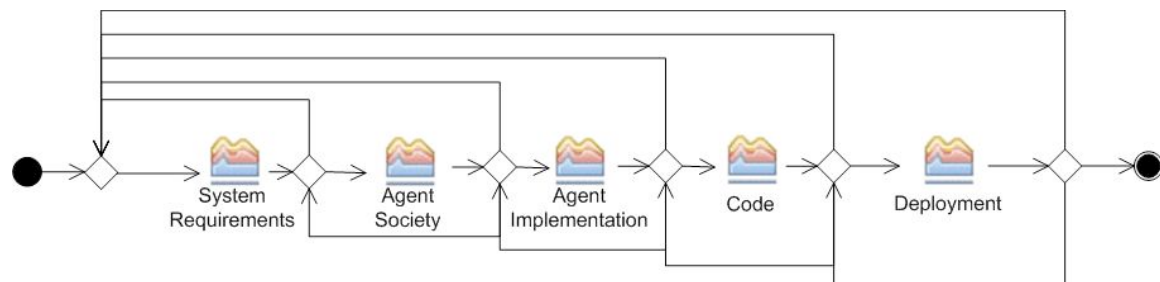 System
Requirements
Agent
Society
Agent
Implementation
Code
Deployment